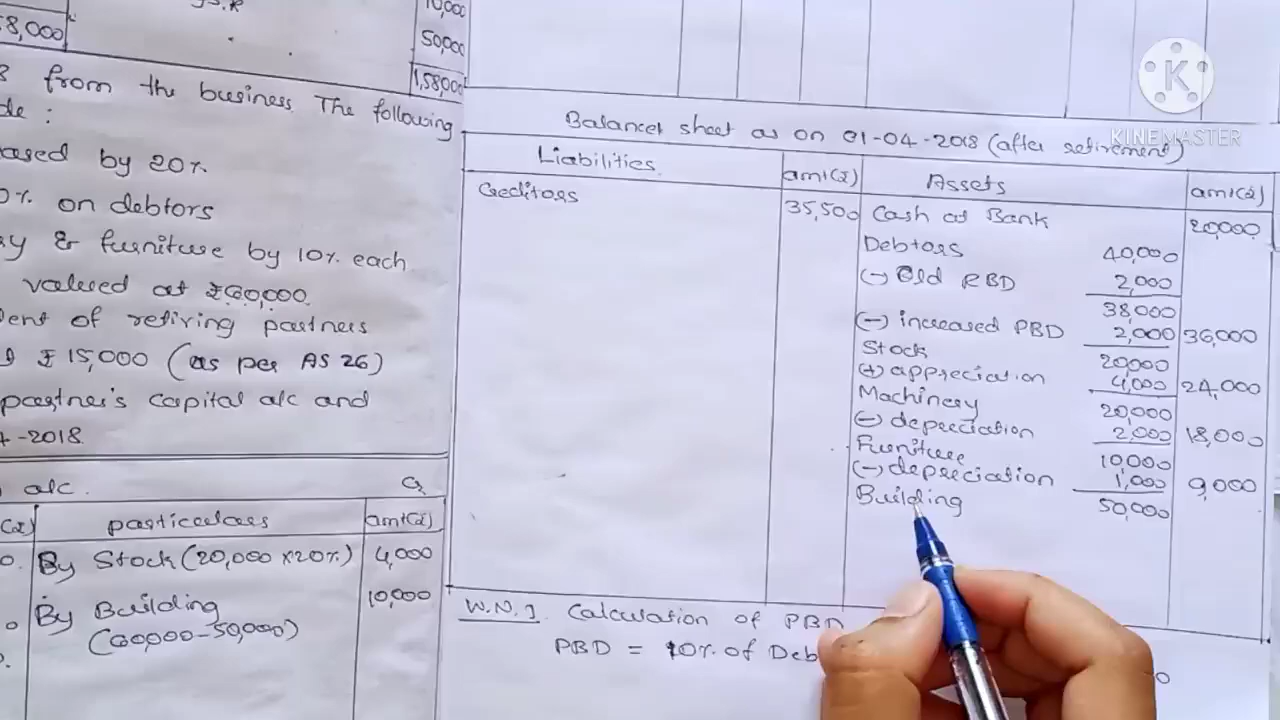 58,000
10,000
50,000
1,58,000
from the business. The following
ased by 20%
0% on debtors
y & furniture by 10% each
valued at ₹60,000
ent of retiring partners
₹15,000 (as per AS 26)
partner's capital a/c and
4-2018
a/c. Cr
(₹) particulars amt(₹)
0. By Stock (20,000 x 20%) 4,000
By Building 10,000
(60,000-50,000)
Balance sheet as on 01-04-2018 (after retirement)
Liabilities amt(₹) Assets amt(₹)
Creditors 35,500 Cash at Bank 20,000
Debtors 40,000
(-) Old RBD 2,000
38,000
(-) increased PBD 2,000 36,000
Stock 20,000
(+) appreciation 4,000 24,000
Machinery 20,000
(-) depreciation 2,000 18,000
Furniture 10,000
(-) depreciation 1,000 9,000
Building 50,000
W.N.1. Calculation of PBD
PBD = 10% of Deb
KINEMASTER